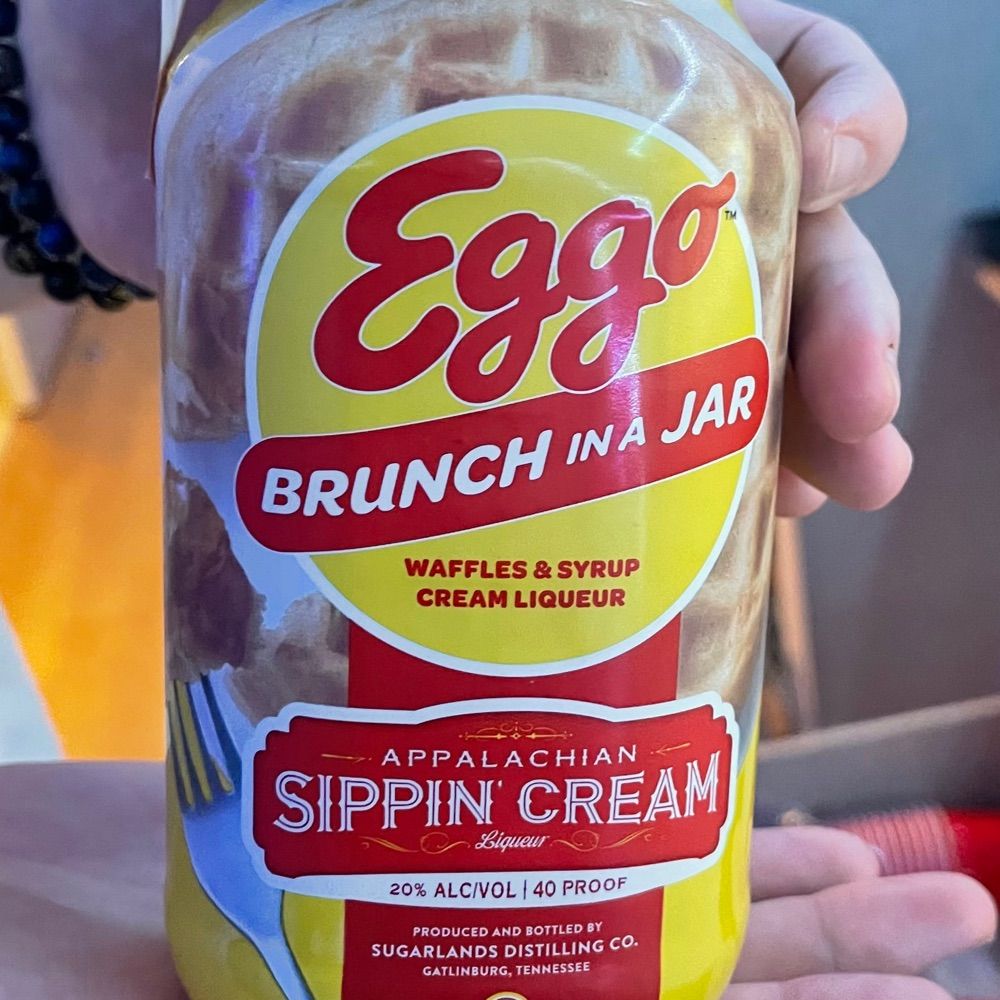 Eggo™
BRUNCH IN A JAR
WAFFLES & SYRUP
CREAM LIQUEUR
APPALACHIAN
SIPPIN' CREAM
Liqueur
20% ALC/VOL | 40 PROOF
PRODUCED AND BOTTLED BY
SUGARLANDS DISTILLING CO.
GATLINBURG, TENNESSEE